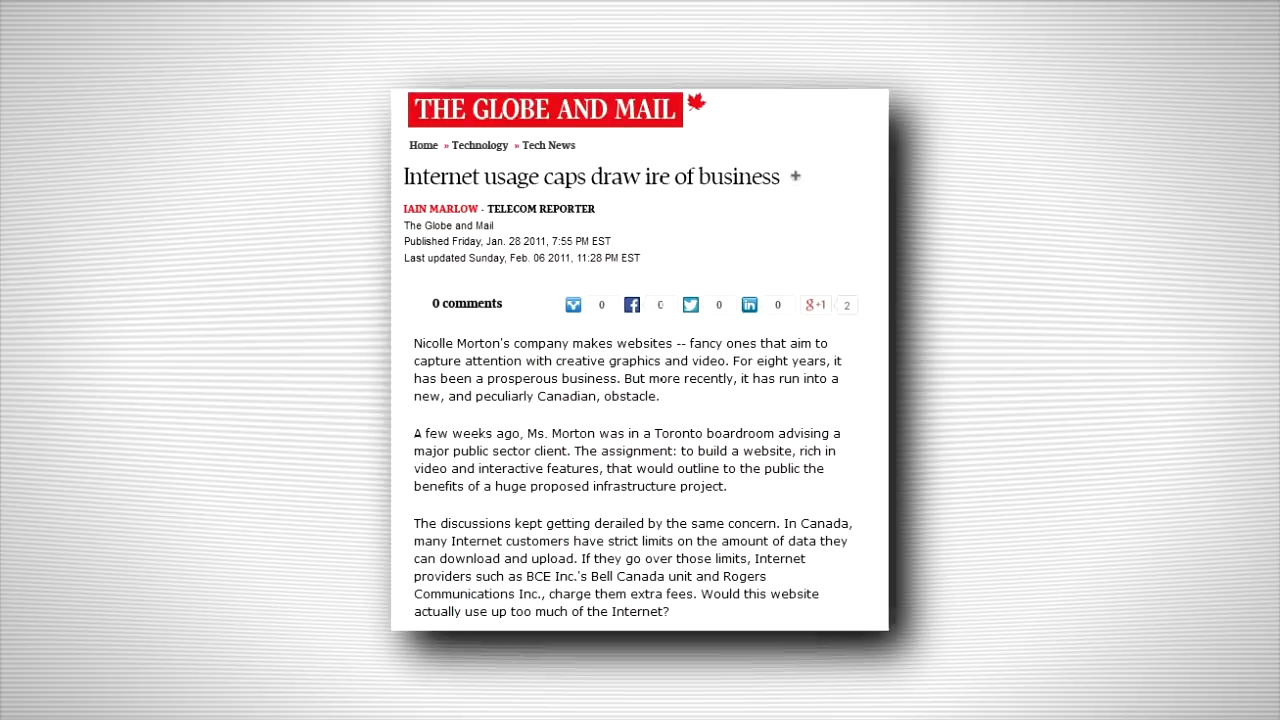 THE GLOBE AND MAIL
Home » Technology » Tech News
Internet usage caps draw ire of business +
IAIN MARLOW - TELECOM REPORTER
The Globe and Mail
Published Friday, Jan. 28 2011, 7:55 PM EST
Last updated Sunday, Feb. 06 2011, 11:28 PM EST
0 comments 0 f 0 0 in 0 g+1 2
Nicolle Morton's company makes websites -- fancy ones that aim to
capture attention with creative graphics and video. For eight years, it
has been a prosperous business. But more recently, it has run into a
new, and peculiarly Canadian, obstacle.
A few weeks ago, Ms. Morton was in a Toronto boardroom advising a
major public sector client. The assignment: to build a website, rich in
video and interactive features, that would outline to the public the
benefits of a huge proposed infrastructure project.
The discussions kept getting derailed by the same concern. In Canada,
many Internet customers have strict limits on the amount of data they
can download and upload. If they go over those limits, Internet
providers such as BCE Inc.'s Bell Canada unit and Rogers
Communications Inc., charge them extra fees. Would this website
actually use up too much of the Internet?